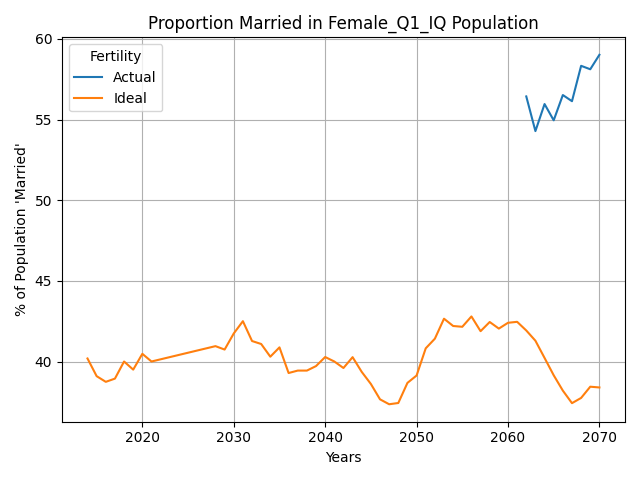 Proportion Married in Female_Q1_IQ Population
Fertility
Actual
Ideal
% of Population 'Married'
60
55
50
45
40
2020
2030
2040
2050
2060
2070
Years